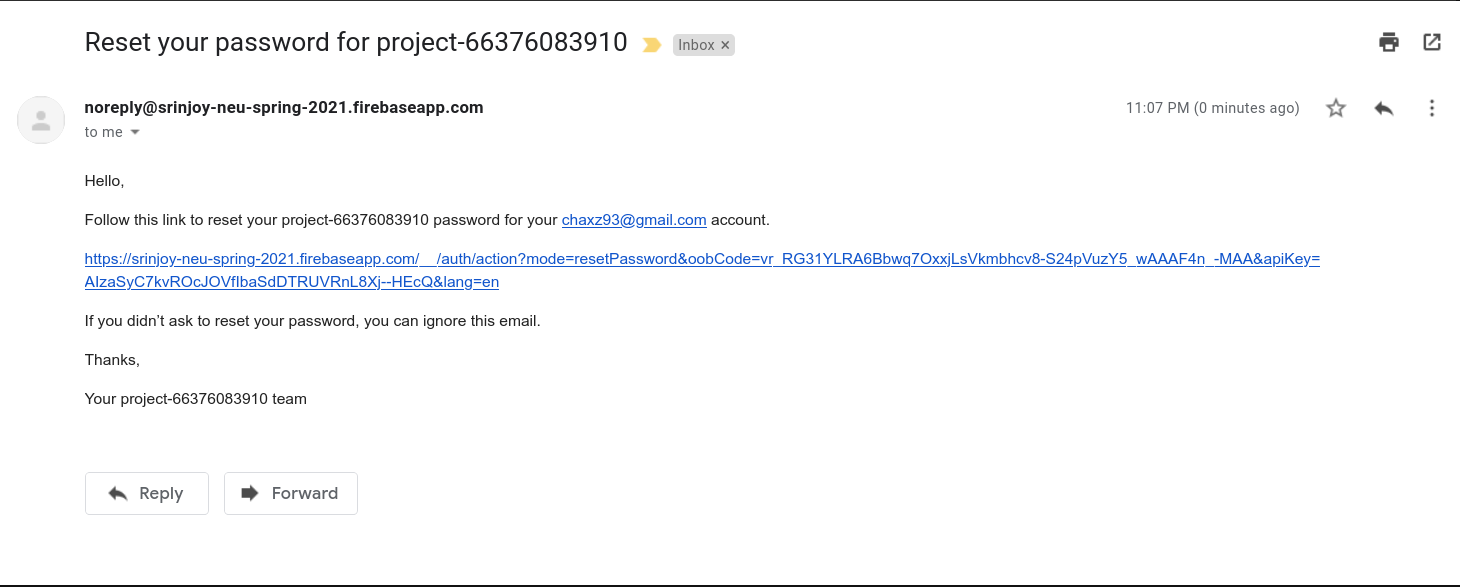 Reset your password for project-66376083910 Inbox ×
noreply@srinjoy-neu-spring-2021.firebaseapp.com 11:07 PM (0 minutes ago)
to me
Hello,
Follow this link to reset your project-66376083910 password for your chaxz93@gmail.com account.
https://srinjoy-neu-spring-2021.firebaseapp.com/__/auth/action?mode=resetPassword&oobCode=vr_RG31YLRA6Bbwq7OxxjLsVkmbhcv8-S24pVuzY5_wAAAF4n_-MAA&apiKey=
AIzaSyC7kvROcJOVfIbaSdDTRUVRnL8Xj--HEcQ&lang=en
If you didn’t ask to reset your password, you can ignore this email.
Thanks,
Your project-66376083910 team
Reply Forward